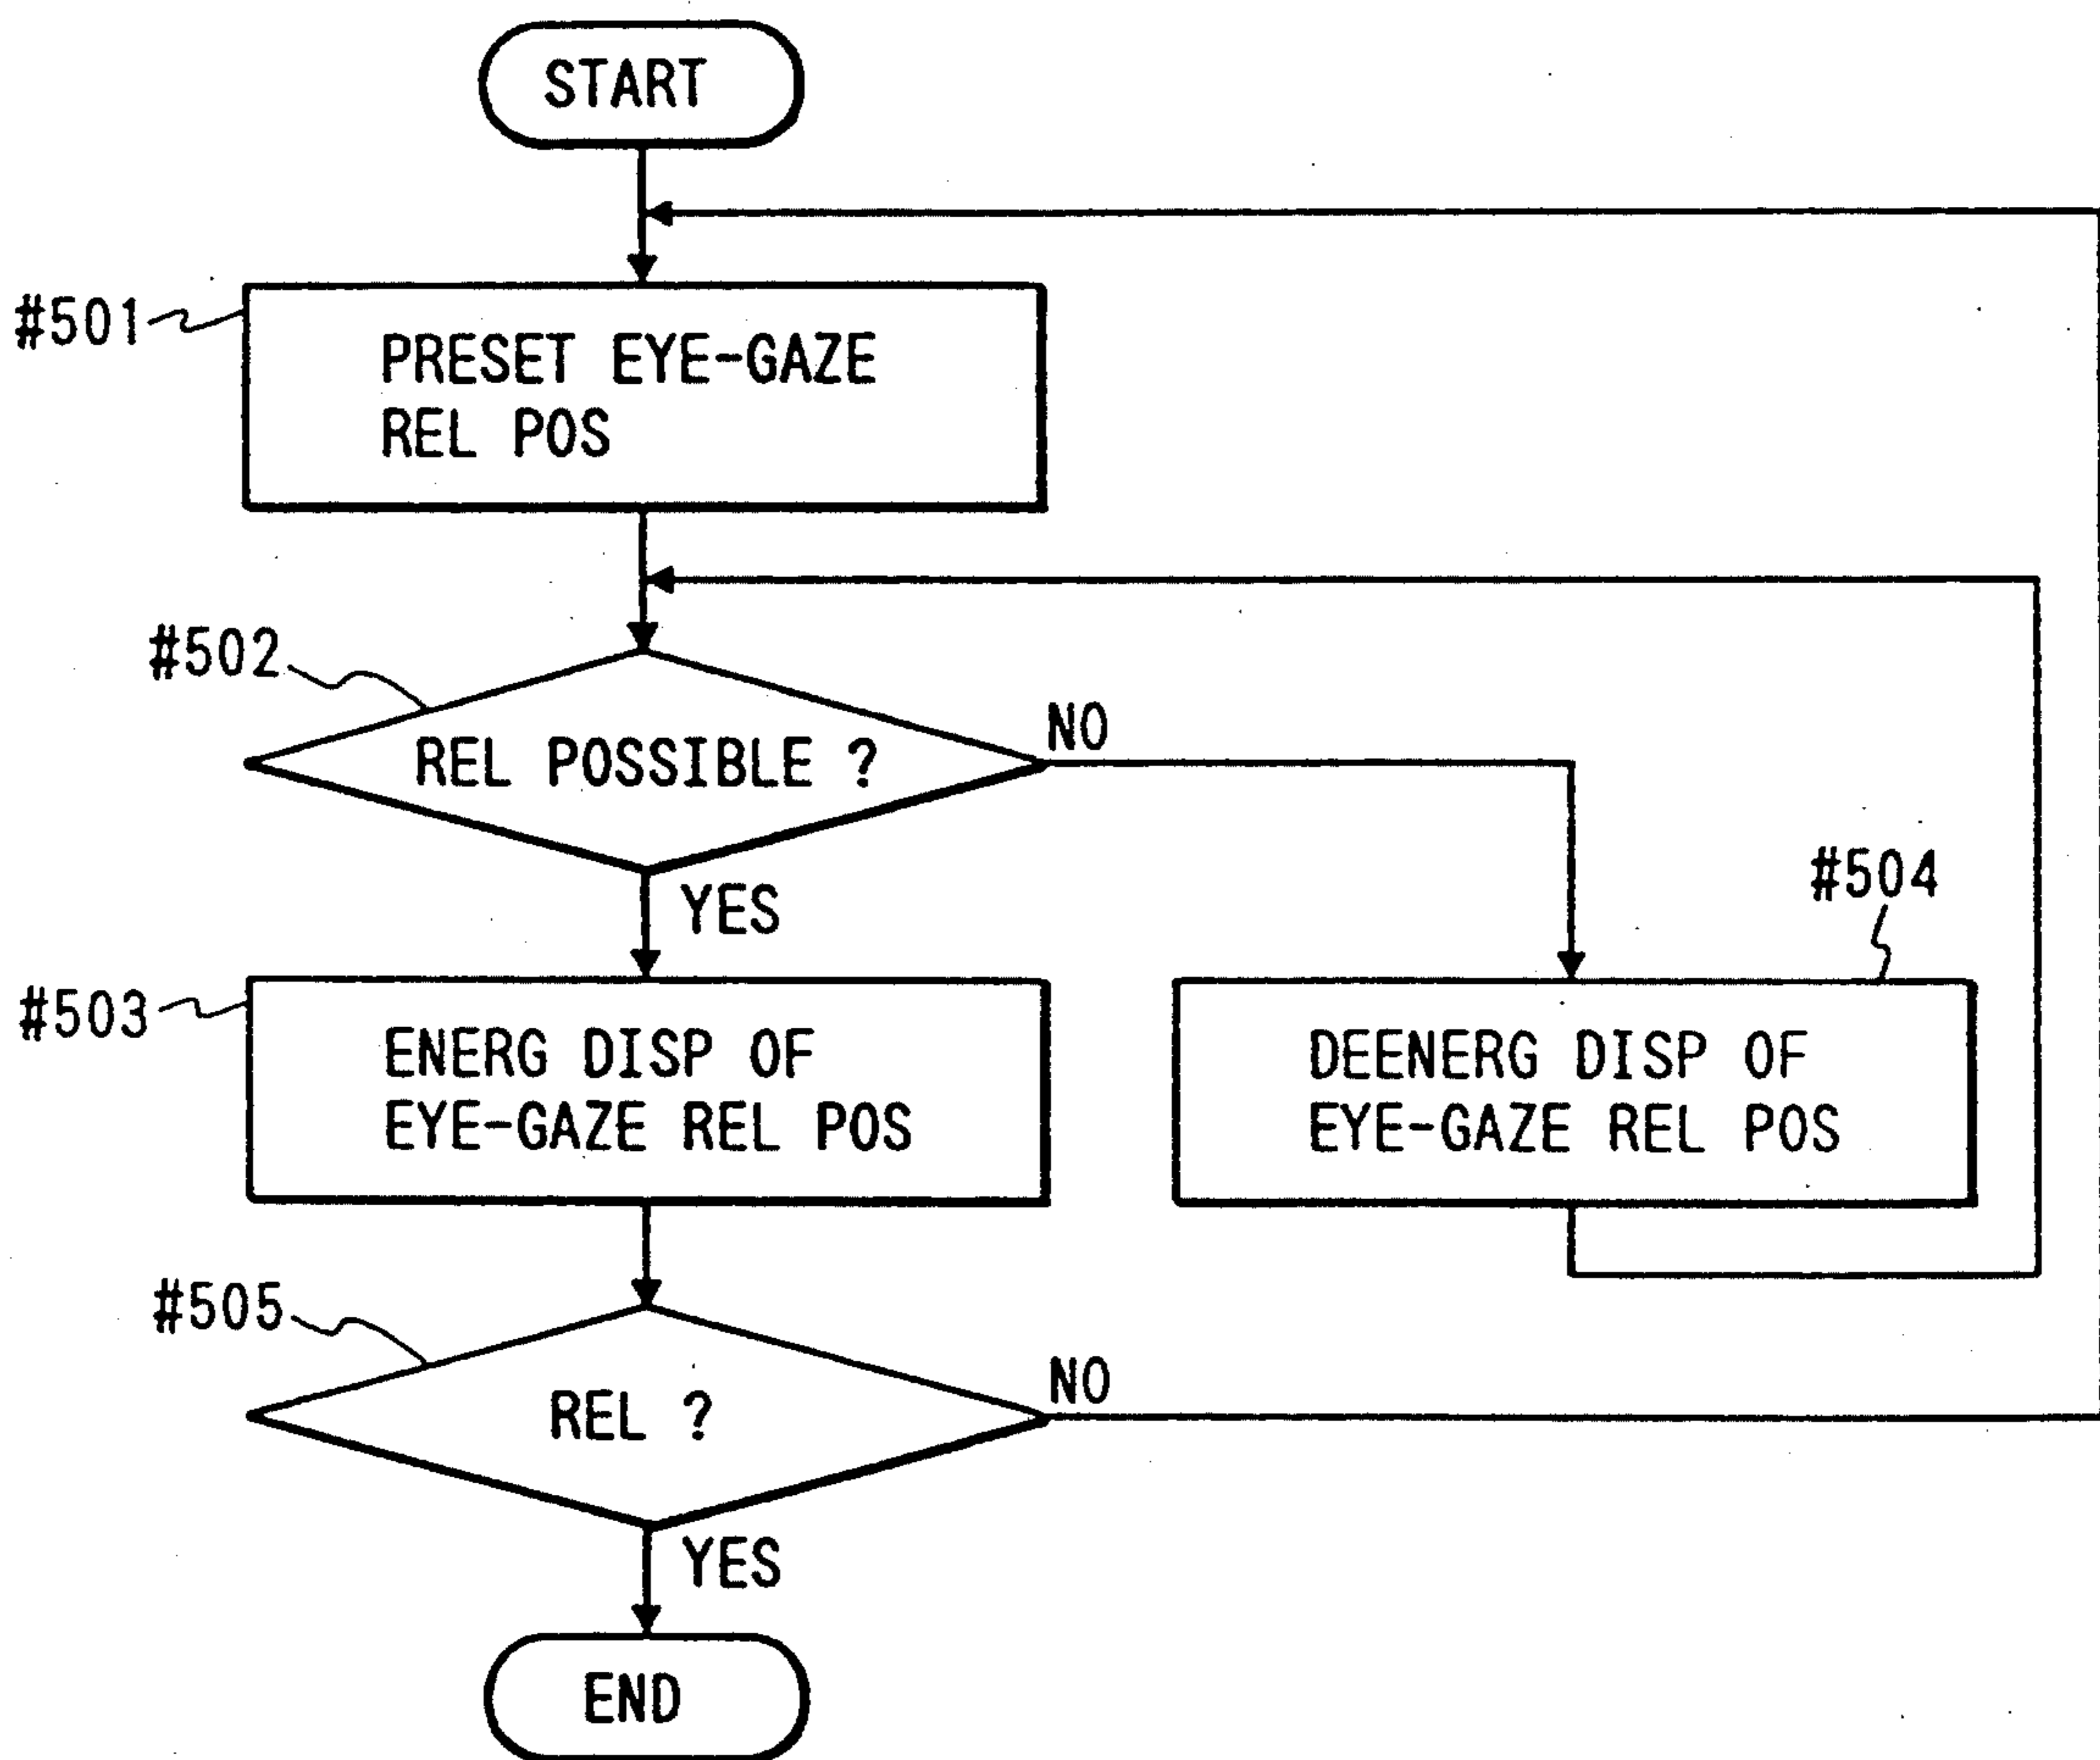 START
#501
PRESET EYE-GAZE
REL POS
#502
REL POSSIBLE ?
NO
YES
#504
#503
ENERG DISP OF
EYE-GAZE REL POS
DEENERG DISP OF
EYE-GAZE REL POS
#505
REL ?
NO
YES
END